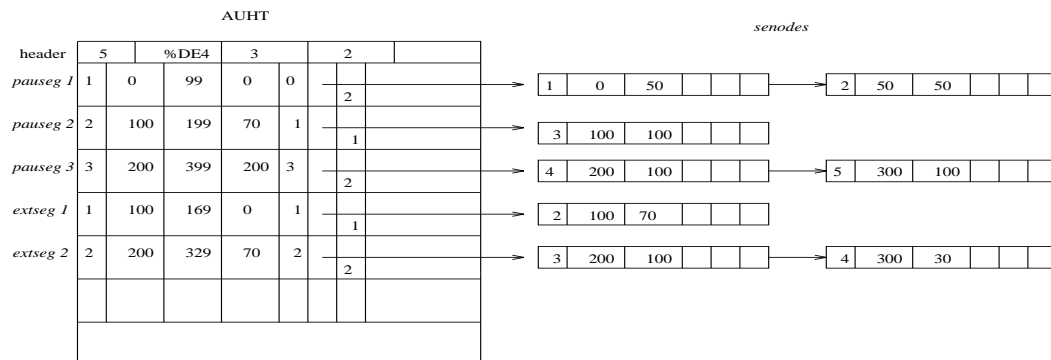 AUHT
senodes
header 5 %DE4 3 2
pauseg 1 1 0 99 0 0 2 1 0 50 2 50 50
pauseg 2 2 100 199 70 1 1 3 100 100
pauseg 3 3 200 399 200 3 2 4 200 100 5 300 100
extseg 1 1 100 169 0 1 1 2 100 70
extseg 2 2 200 329 70 2 2 3 200 100 4 300 30